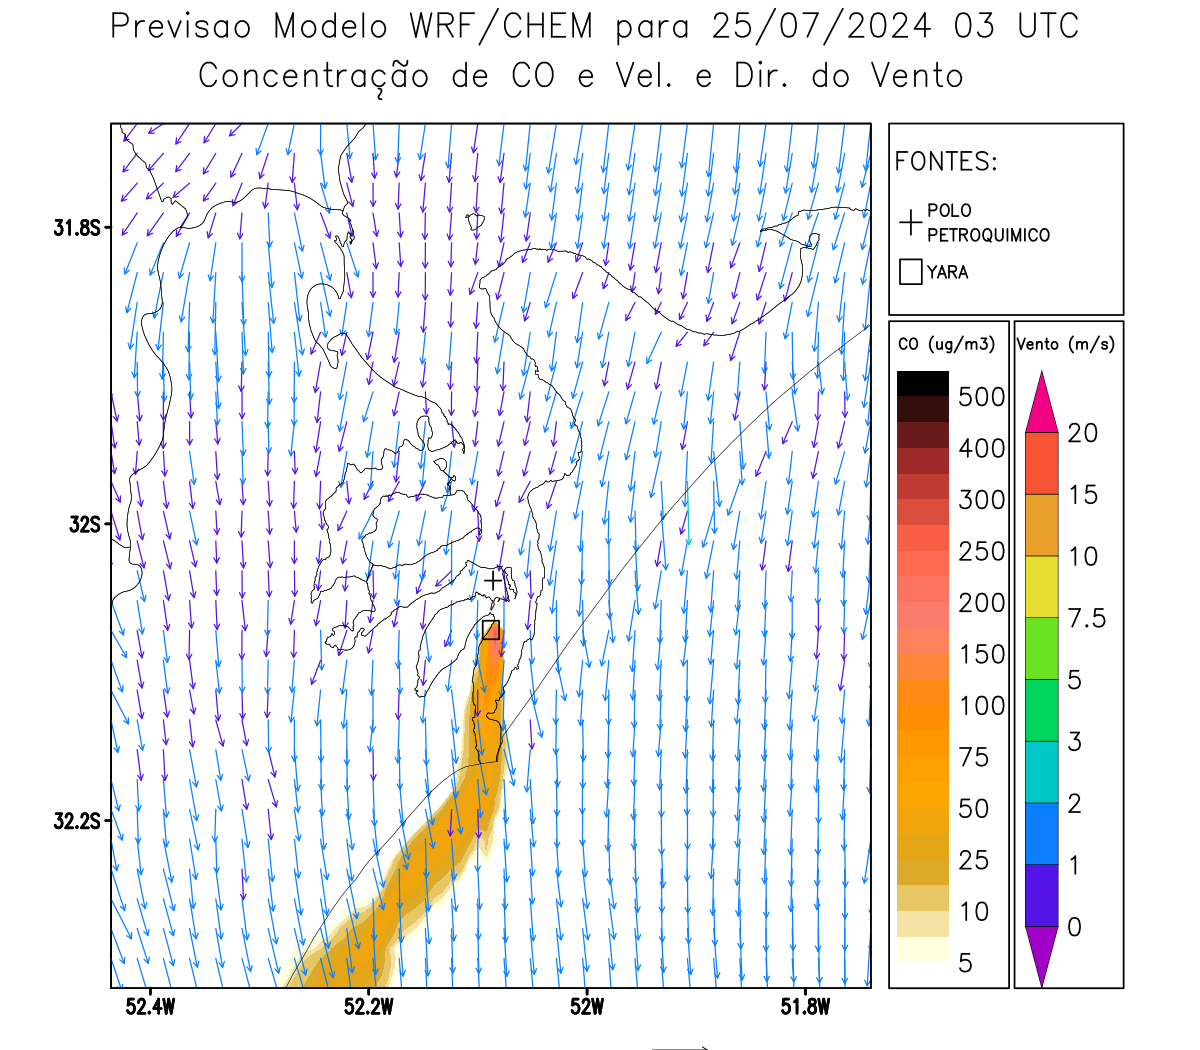 Previsao Modelo WRF/CHEM para 25/07/2024 03 UTC
Concentração de CO e Vel. e Dir. do Vento
FONTES:
POLO
PETROQUIMICO
YARA
31.8S
32S
32.2S
52.4W
52.2W
52W
51.8W
CO (ug/m3)
500
400
300
250
200
150
100
75
50
25
10
5
Vento (m/s)
20
15
10
7.5
5
3
2
1
0